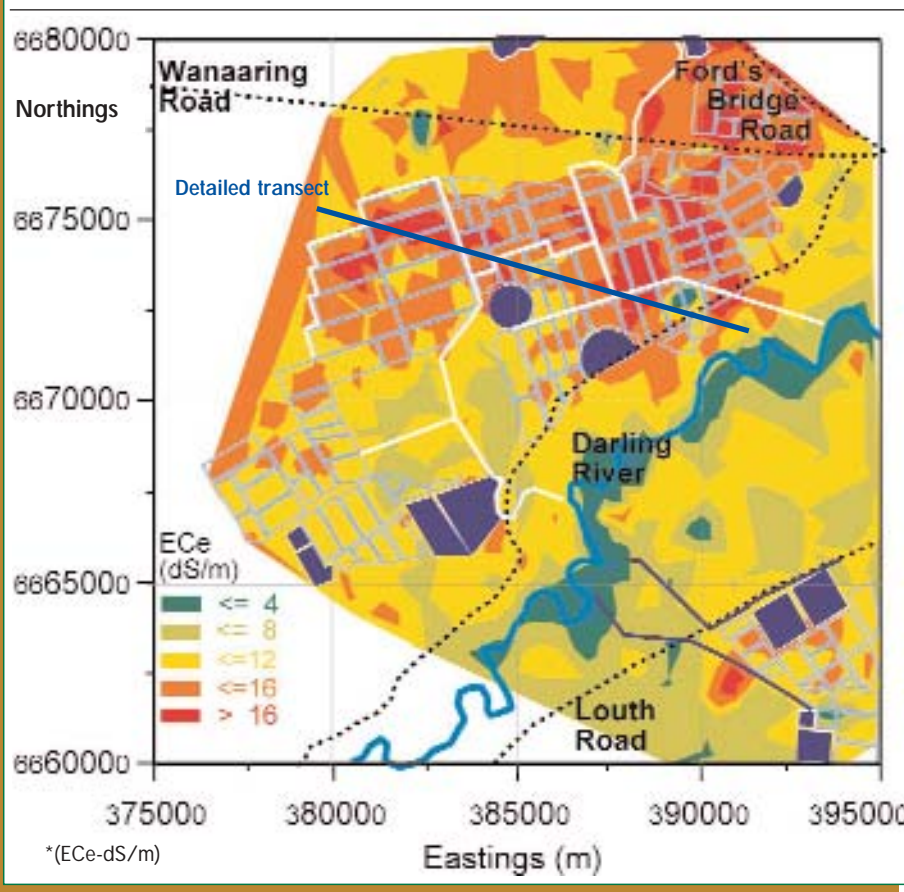 6680000
Wanaaring
Road
Ford's
Bridge
Road
Northings
Detailed transect
6675000
6670000
Darling
River
ECe
(dS/m)
6665000
<= 4
<= 8
<=12
<=16
> 16
Louth
Road
6660000
375000 380000 385000 390000 395000
*(ECe-dS/m)
Eastings (m)